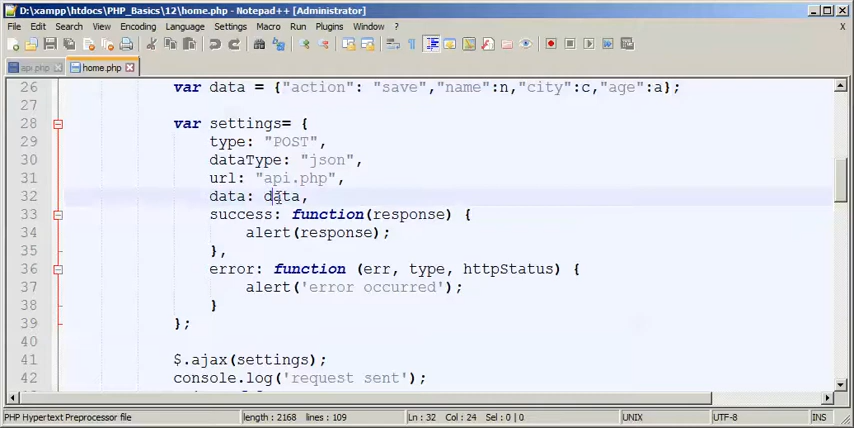 D:\xampp\htdocs\PHP_Basics\12\home.php - Notepad++ [Administrator]
File Edit Search View Encoding Language Settings Macro Run Plugins Window ? X
api.php home.php
26 var data = {"action": "save","name":n,"city":c,"age":a};
27
28 var settings= {
29 type: "POST",
30 dataType: "json",
31 url: "api.php",
32 data: data,
33 success: function(response) {
34 alert(response);
35 },
36 error: function (err, type, httpStatus) {
37 alert('error occurred');
38 }
39 };
40
41 $.ajax(settings);
42 console.log('request sent');
PHP Hypertext Preprocessor file length : 2168 lines : 109 Ln : 32 Col : 24 Sel : 0 | 0 UNIX UTF-8 INS